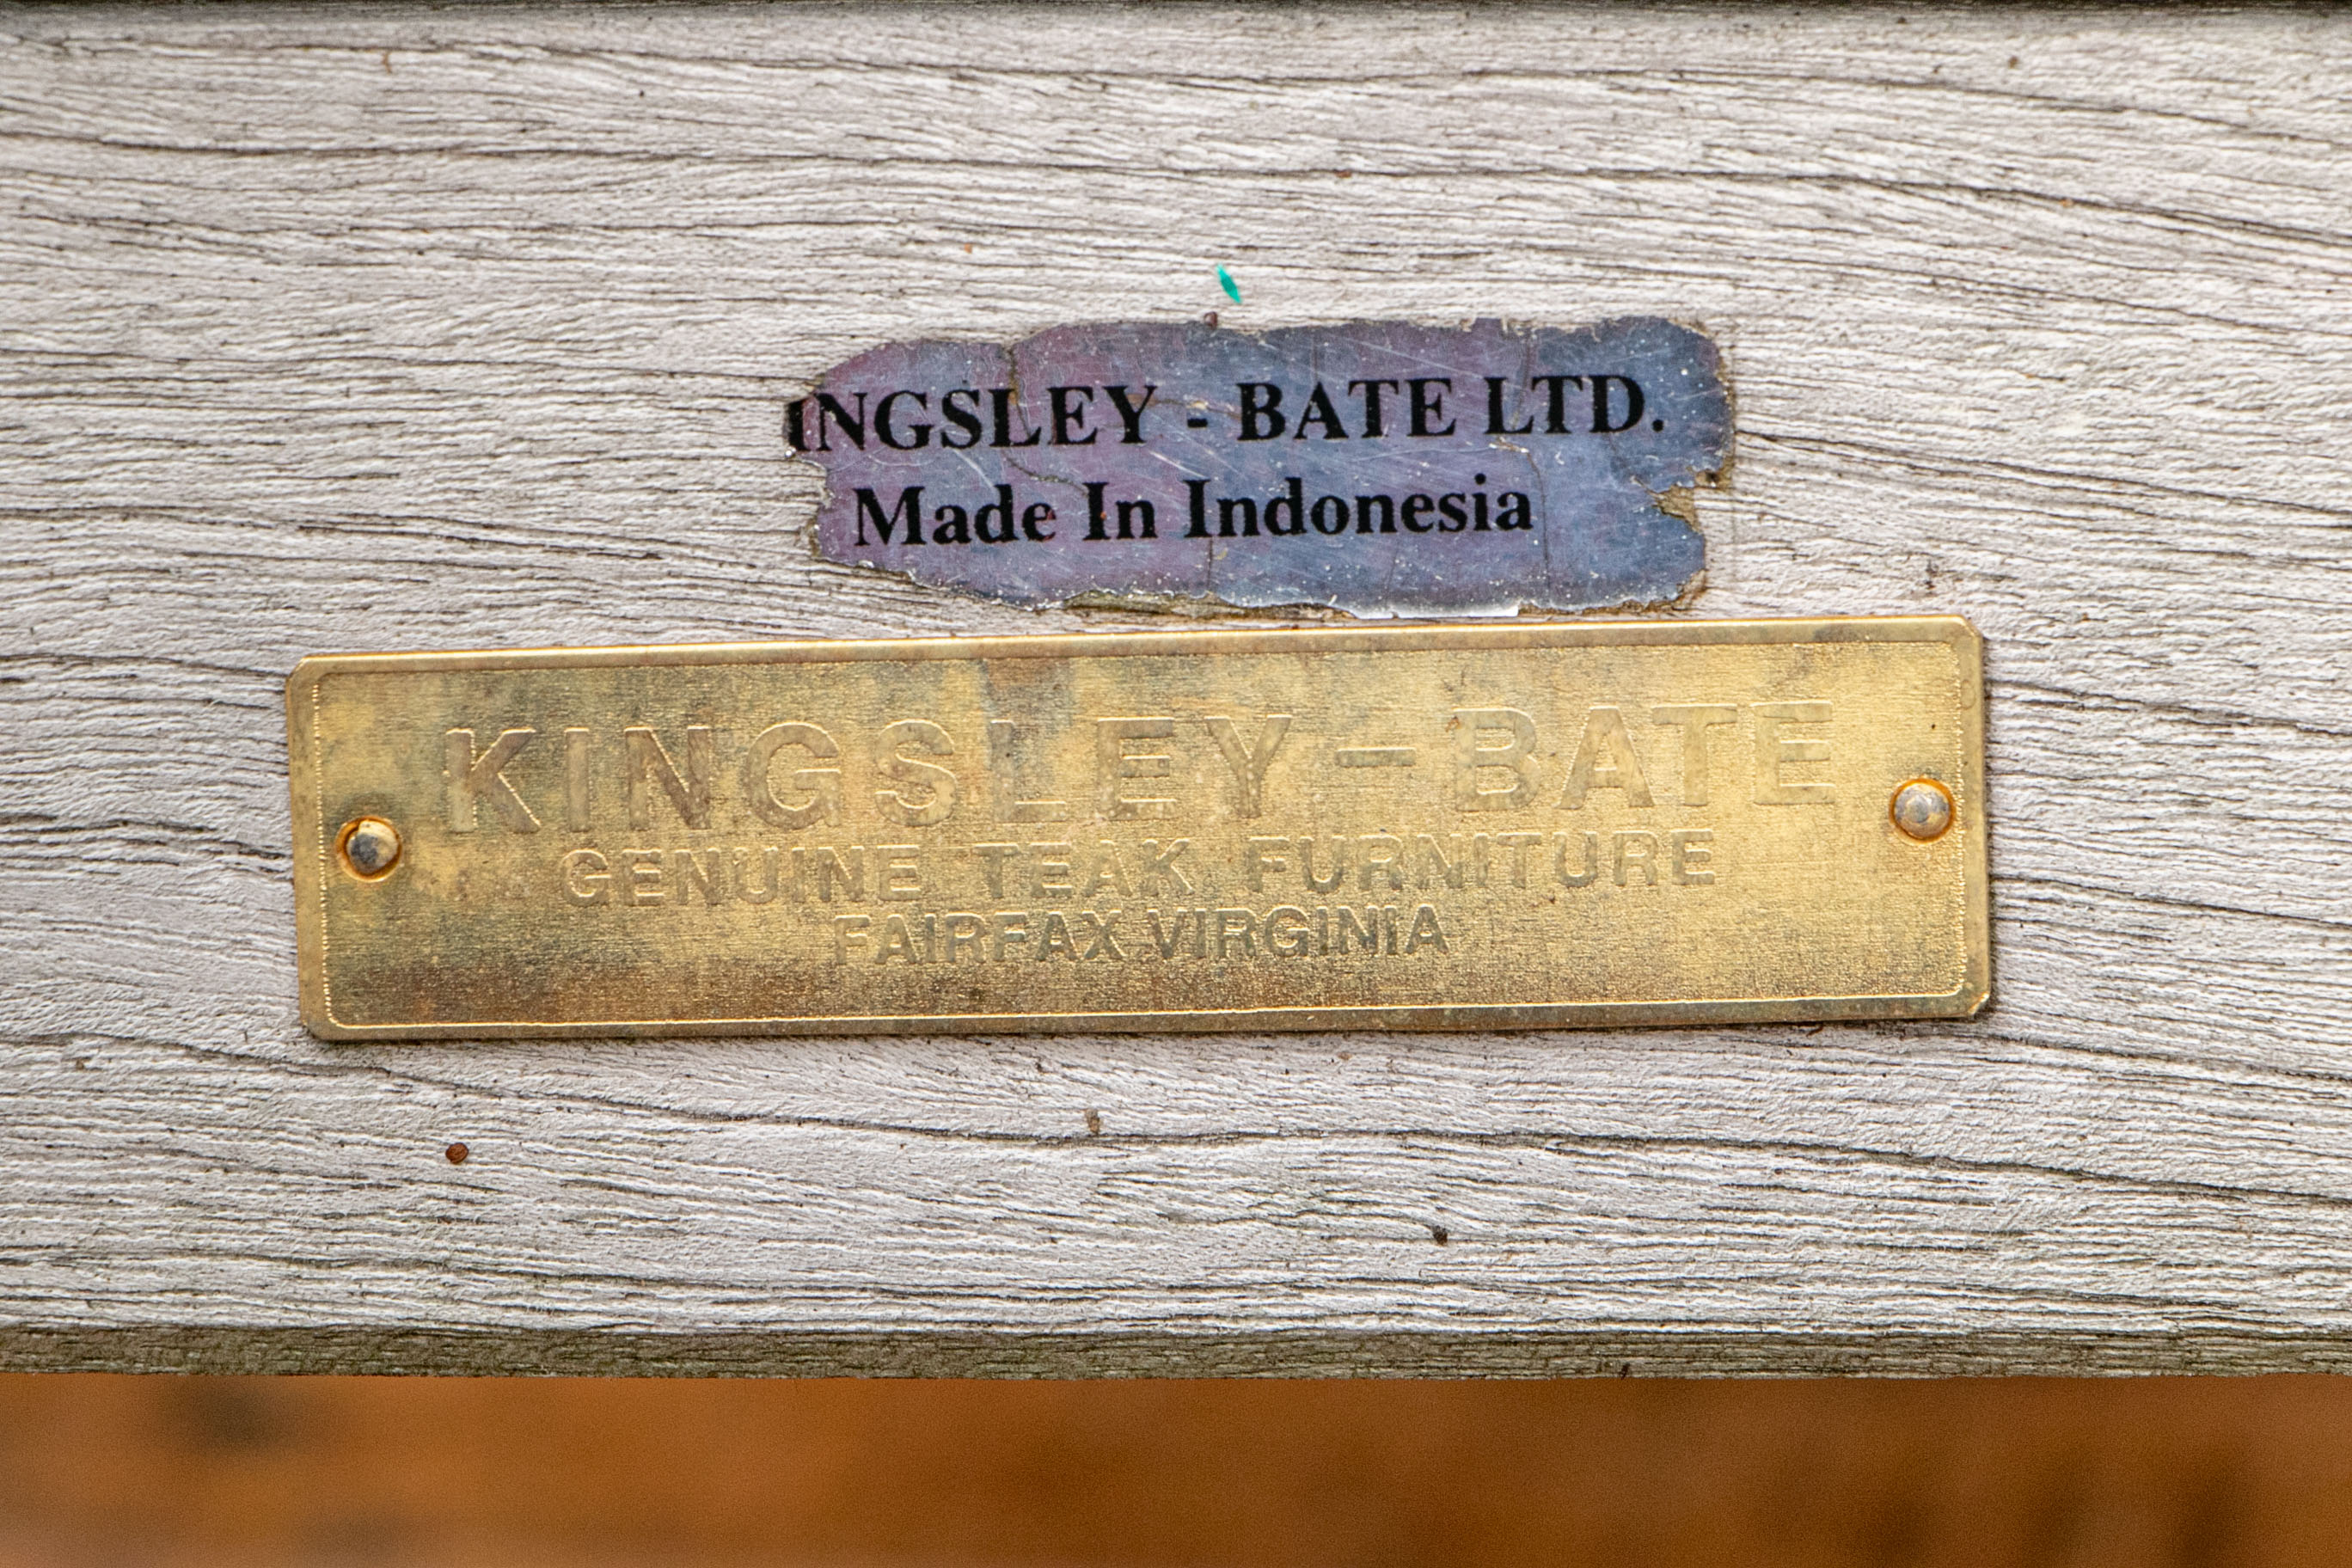 INGSLEY - BATE LTD.
Made In Indonesia
KINGSLEY-BATE
GENUINE TEAK FURNITURE
FAIRFAX VIRGINIA